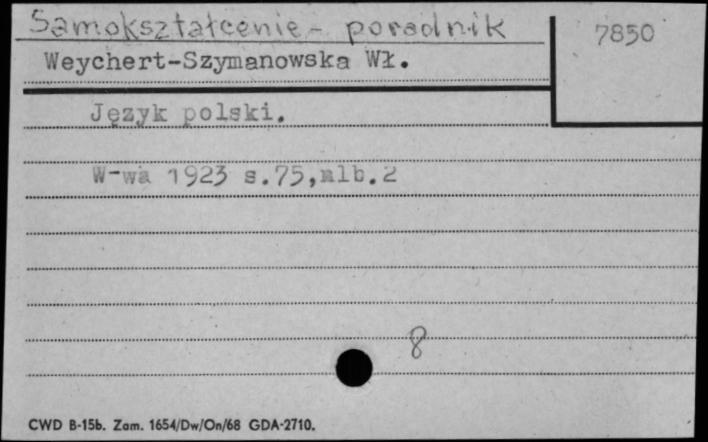 Samokształcenie - poradnik
7850
Weychert-Szymanowska Wł.
Język polski.
W-wa 1923 s.75,nlb.2
8
CWD B-15b. Zam. 1654/Dw/On/68 GDA-2710.